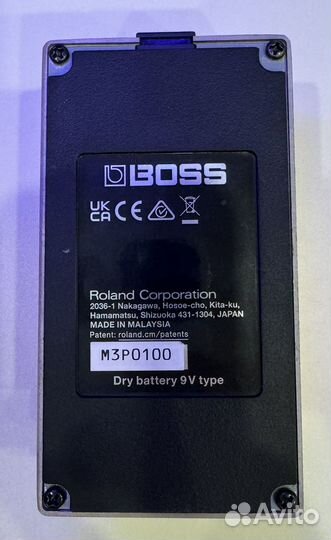 BOSS
UK
CA CE
Roland Corporation
2036-1 Nakagawa, Hosoe-cho, Kita-ku,
Hamamatsu, Shizuoka 431-1304, JAPAN
MADE IN MALAYSIA
Patent: roland.cm/patents
M3P0100
Dry battery 9V type
Avito